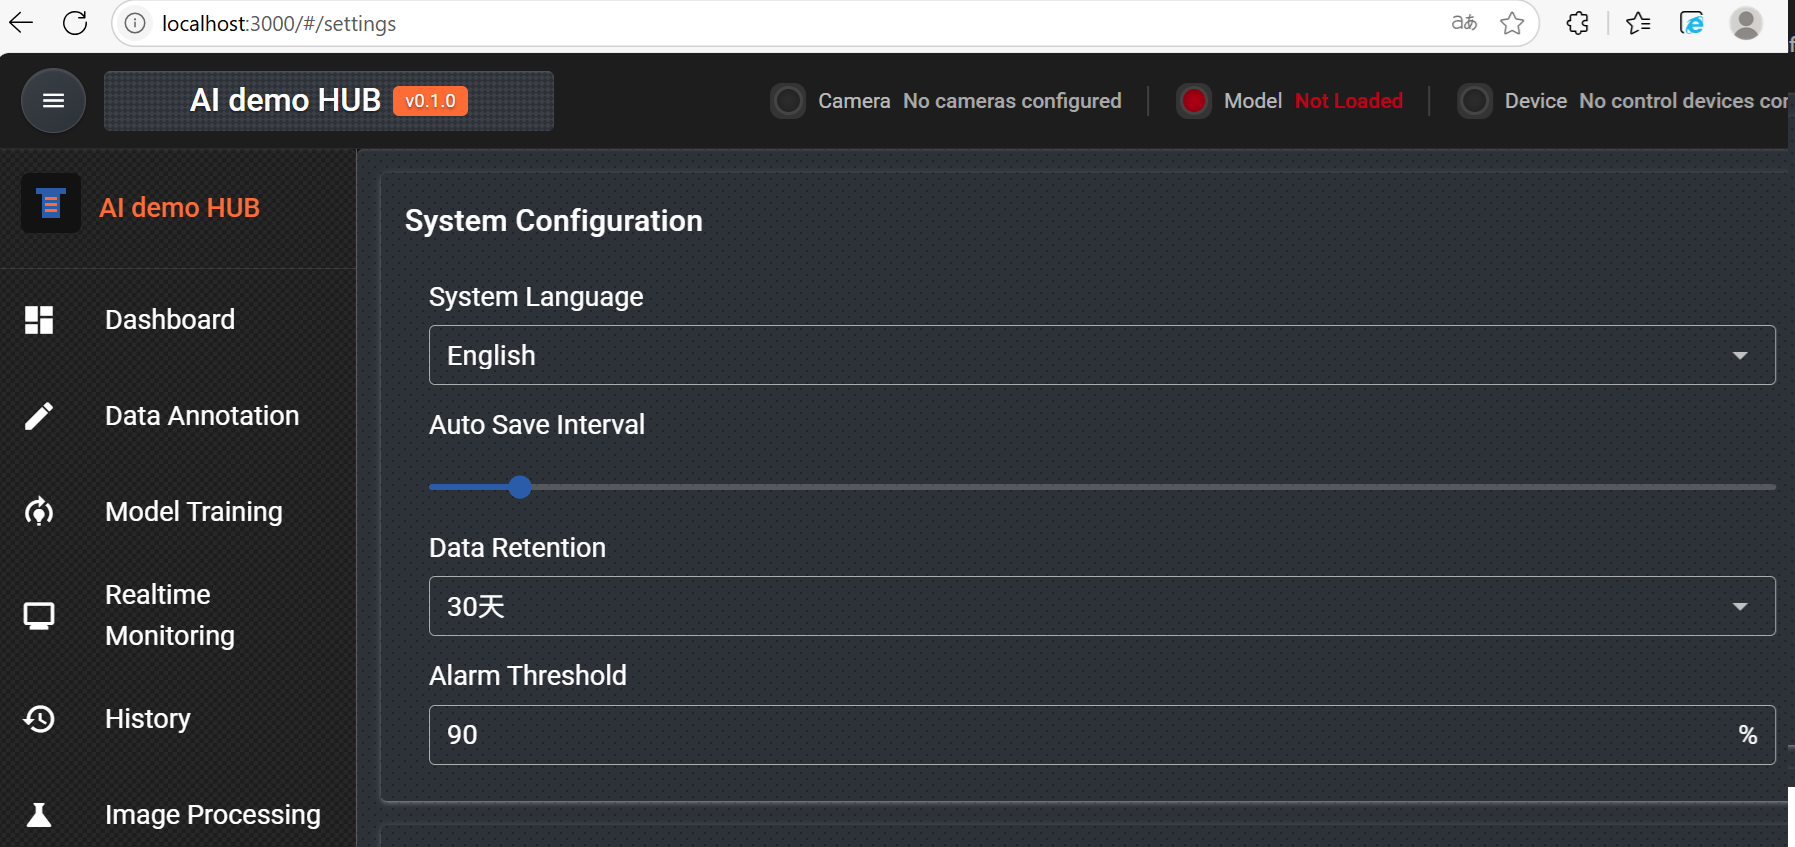 localhost:3000/#/settings
AI demo HUB v0.1.0
Camera No cameras configured
Model Not Loaded
Device No control devices
AI demo HUB
Dashboard
Data Annotation
Model Training
Realtime
Monitoring
History
Image Processing
System Configuration
System Language
English
Auto Save Interval
Data Retention
30天
Alarm Threshold
90 %